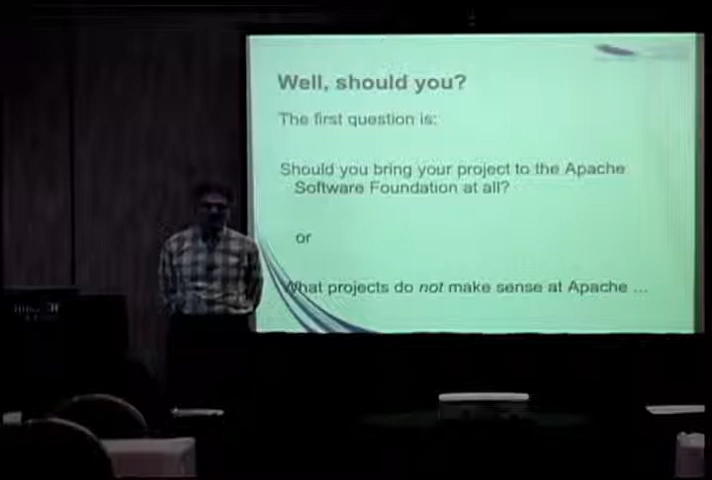 Well, should you?
The first question is:
Should you bring your project to the Apache
Software Foundation at all?
or
What projects do not make sense at Apache ...